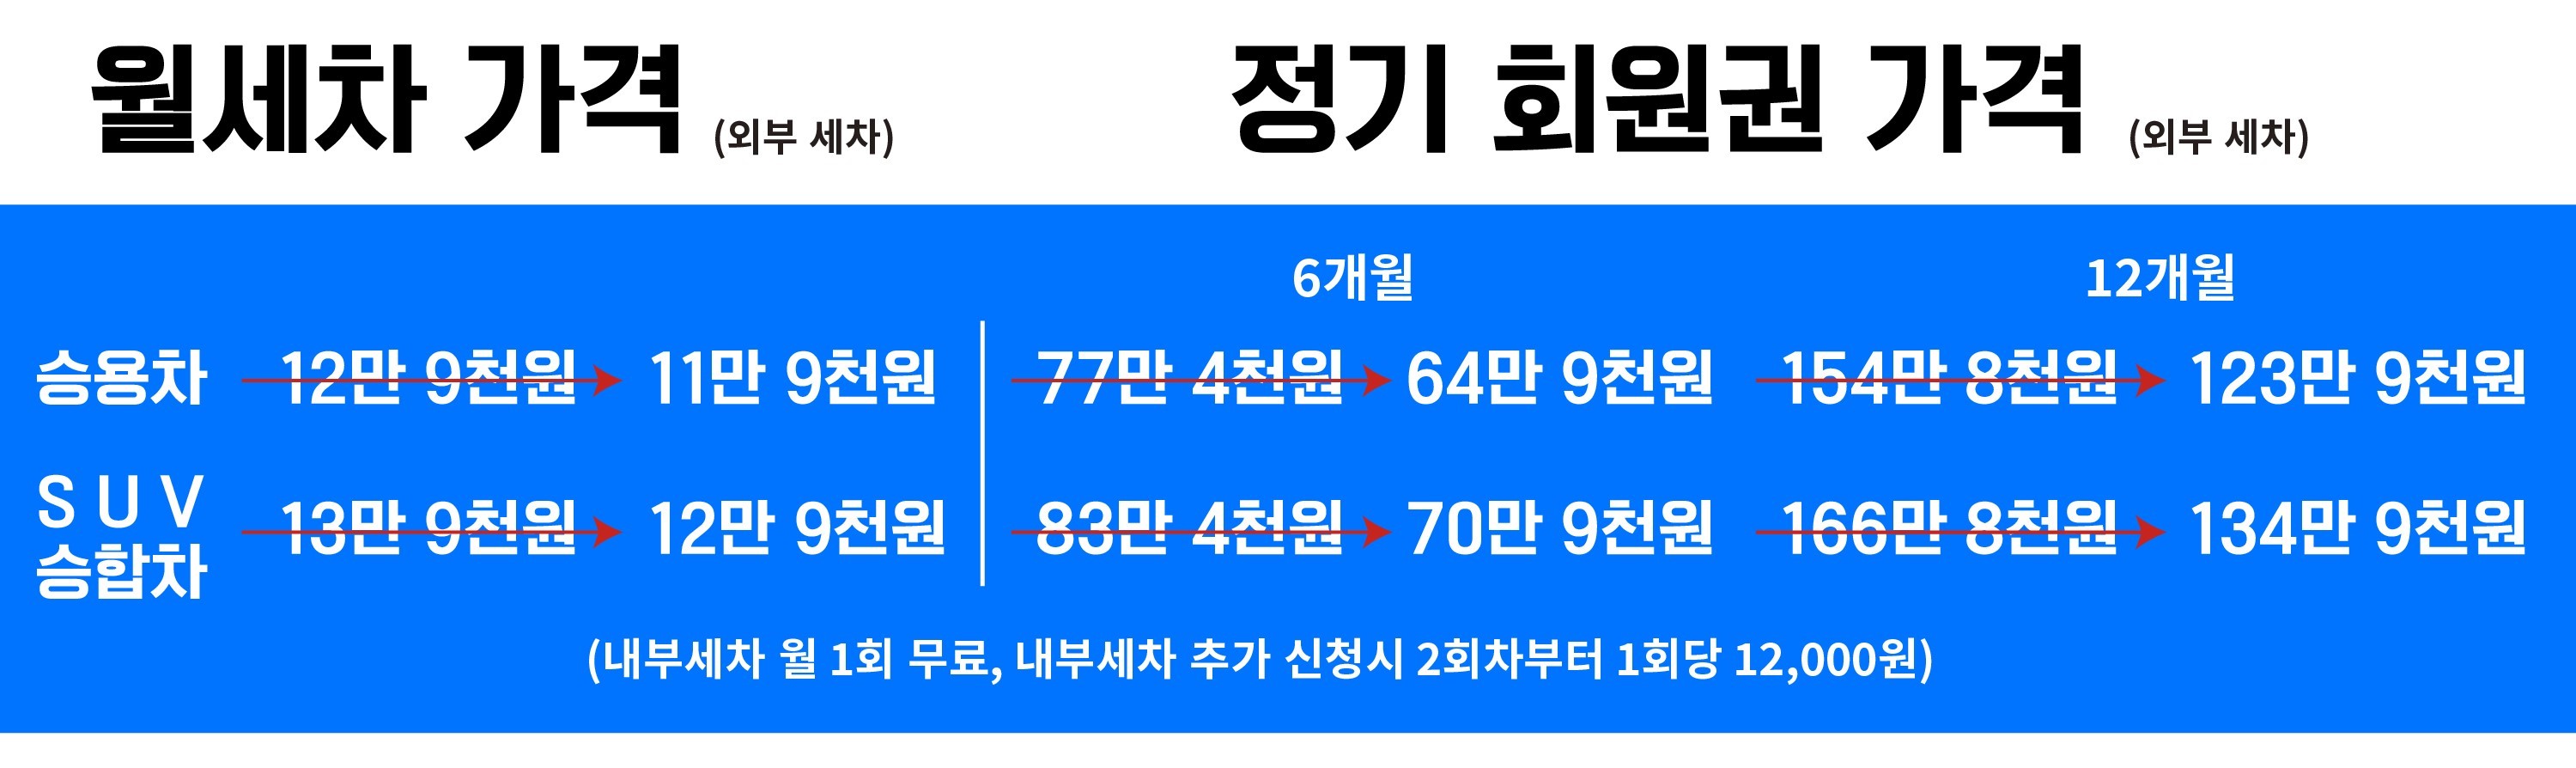 월세차 가격 (외부 세차) 정기 회원권 가격 (외부 세차)
6개월 12개월
승용차 12만 9천원 11만 9천원 77만 4천원 64만 9천원 154만 8천원 123만 9천원
SUV
승합차 13만 9천원 12만 9천원 83만 4천원 70만 9천원 166만 8천원 134만 9천원
(내부세차 월 1회 무료, 내부세차 추가 신청시 2회차부터 1회당 12,000원)